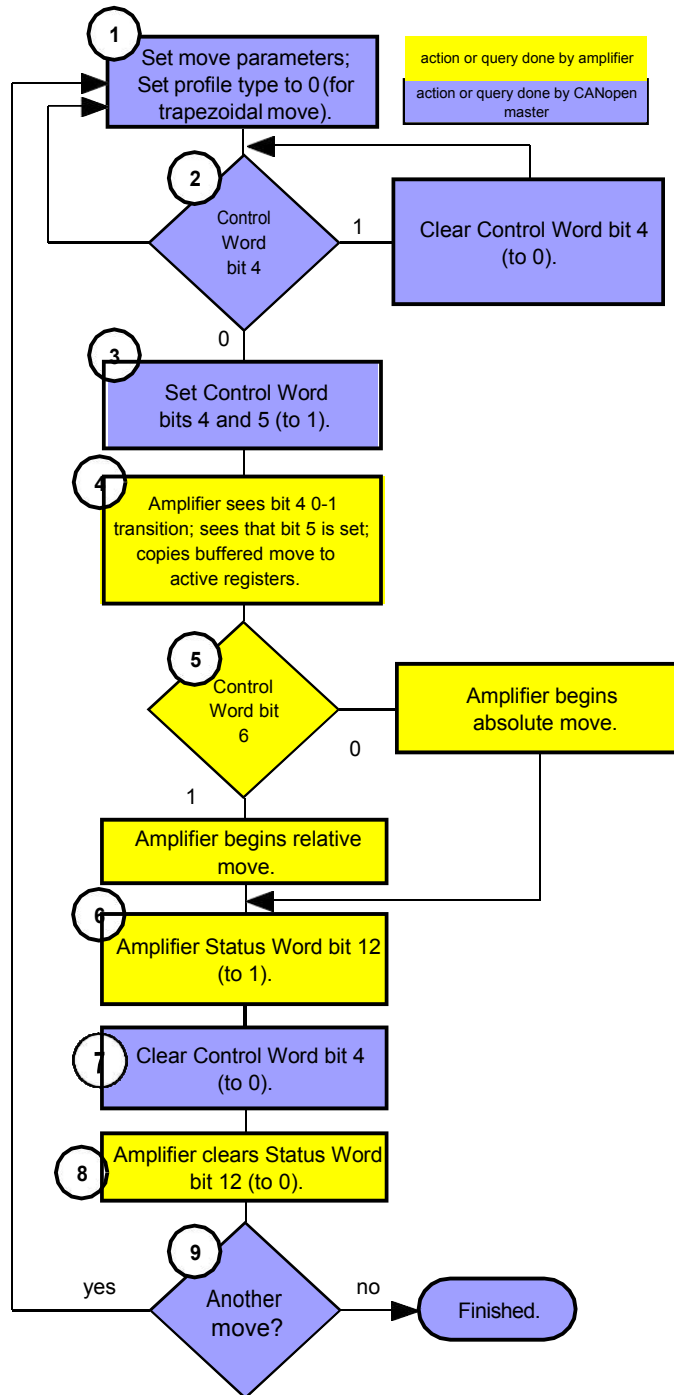 1
Set move parameters;
Set profile type to 0 (for
trapezoidal move).
action or query done by amplifier
action or query done by CANopen
master
2
Control
Word
bit 4
1
Clear Control Word bit 4
(to 0).
0
3
Set Control Word
bits 4 and 5 (to 1).
4
Amplifier sees bit 4 0-1
transition; sees that bit 5 is set;
copies buffered move to
active registers.
5
Control
Word bit
6
0
Amplifier begins
absolute move.
1
Amplifier begins relative
move.
6
Amplifier Status Word bit 12
(to 1).
7
Clear Control Word bit 4
(to 0).
8
Amplifier clears Status Word
bit 12 (to 0).
9
yes
Another
move?
no
Finished.